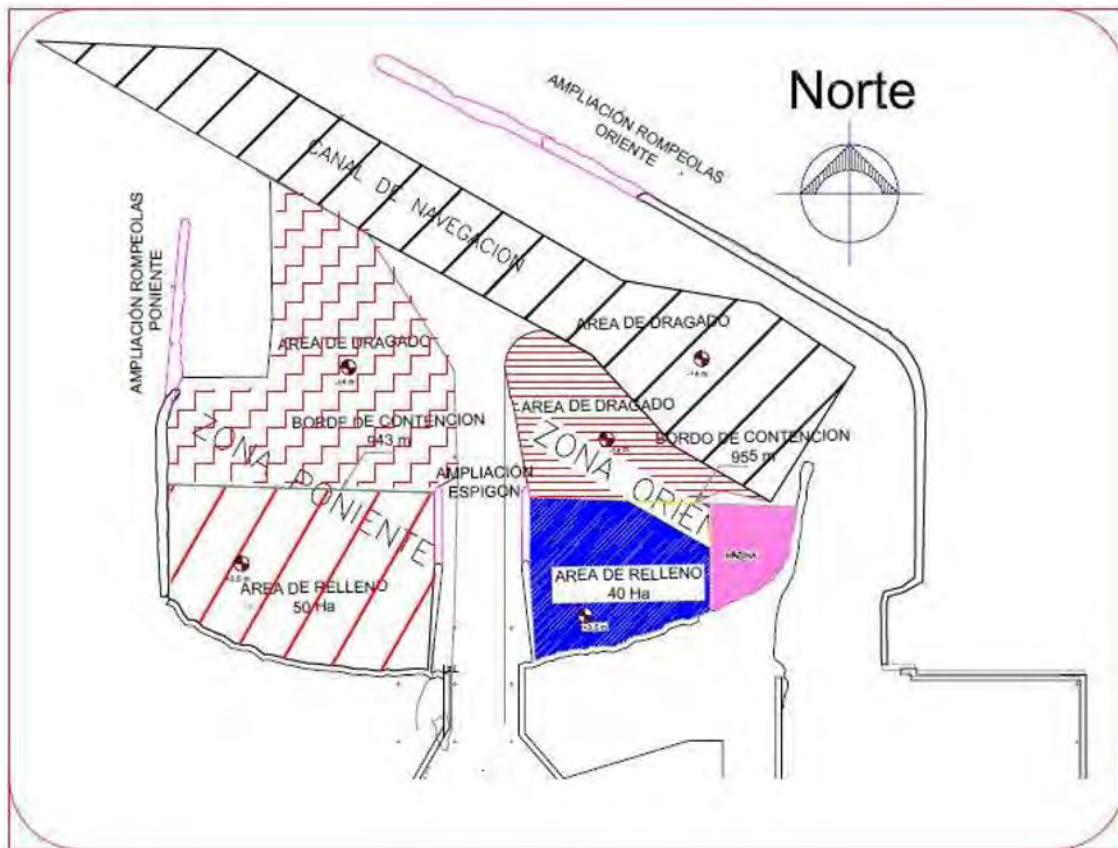 Norte
AMPLIACIÓN ROMPEOLAS
ORIENTE
CANAL DE NAVEGACION
AMPLIACIÓN ROMPEOLAS
PONIENTE
AREA DE DRAGADO
AREA DE DRAGADO
AREA DE DRAGADO
BORDE DE CONTENCION
943 m
BORDO DE CONTENCION
955 m
ZONA PONIENTE
ZONA ORIEN
AMPLIACIÓN
ESPIGON
AREA DE RELLENO
50 Ha
AREA DE RELLENO
40 Ha